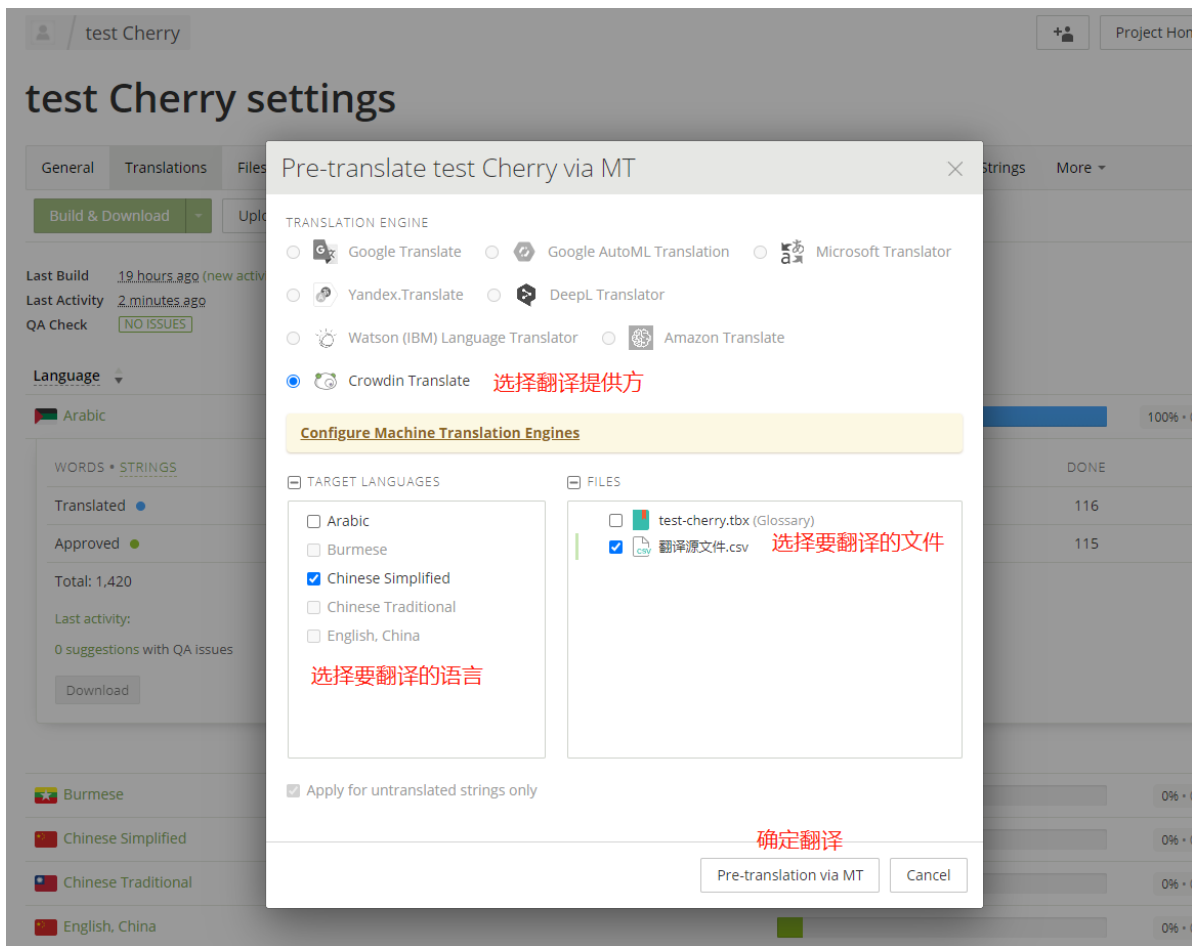 test Cherry
Project Hom
test Cherry settings
General Translations Files Strings More
Build & Download Uplo
Last Build 19 hours ago (new activ
Last Activity 2 minutes ago
QA Check NO ISSUES
Language
Arabic 100% • 
WORDS • STRINGS DONE
Translated 116
Approved 115
Total: 1,420
Last activity:
0 suggestions with QA issues
Download
Burmese 0% •
Chinese Simplified 0% •
Chinese Traditional 0% •
English, China 0% •
Pre-translate test Cherry via MT
TRANSLATION ENGINE
Google Translate Google AutoML Translation Microsoft Translator
Yandex.Translate DeepL Translator
Watson (IBM) Language Translator Amazon Translate
Crowdin Translate 选择翻译提供方
Configure Machine Translation Engines
TARGET LANGUAGES
Arabic
Burmese
Chinese Simplified
Chinese Traditional
English, China
选择要翻译的语言
FILES
test-cherry.tbx (Glossary)
翻译源文件.csv 选择要翻译的文件
Apply for untranslated strings only
确定翻译
Pre-translation via MT Cancel